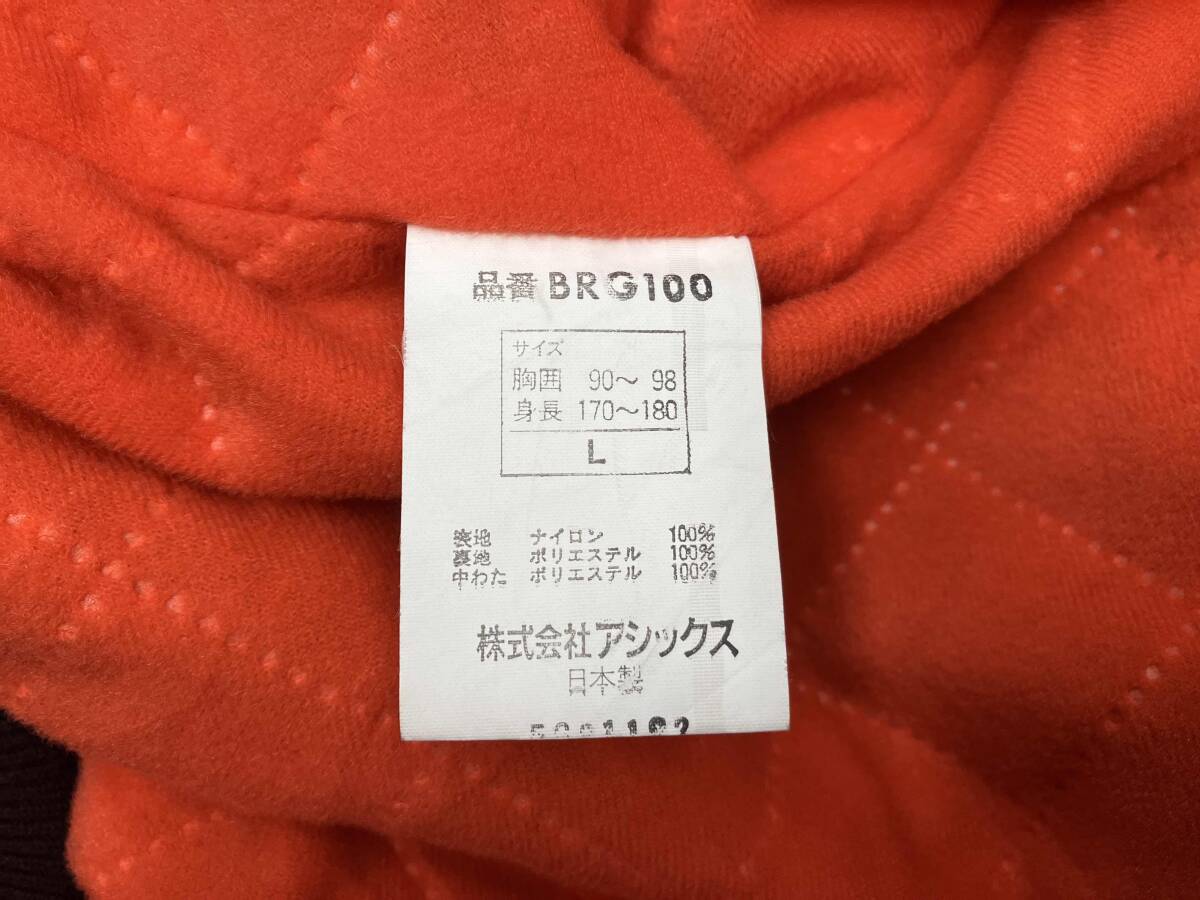 品番 BRG100
サイズ
胸囲 90～98
身長 170～180
L
表地 ナイロン 100%
裏地 ポリエステル 100%
中わた ポリエステル 100%
株式会社アシックス
日本製